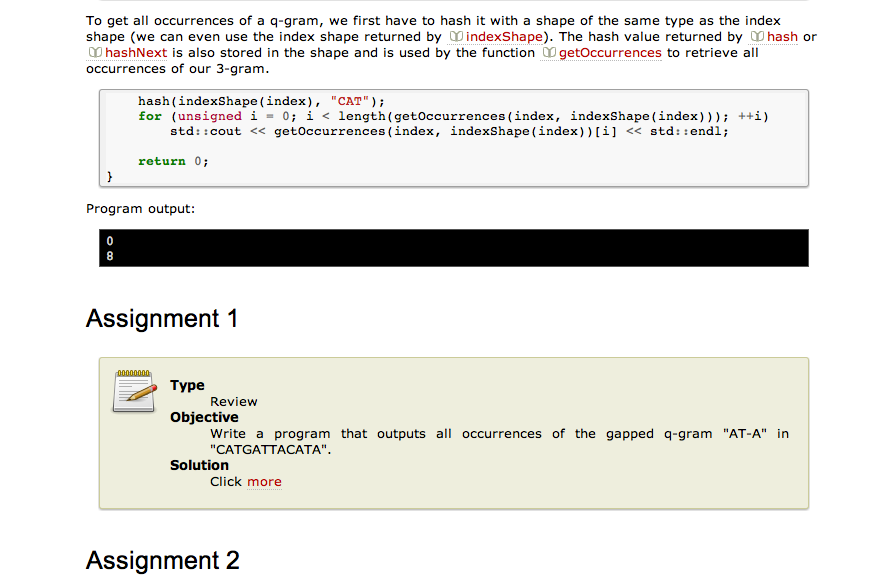 To get all occurrences of a q-gram, we first have to hash it with a shape of the same type as the index
shape (we can even use the index shape returned by indexShape). The hash value returned by hash or
hashNext is also stored in the shape and is used by the function getOccurrences to retrieve all
occurrences of our 3-gram.
hash(indexShape(index), "CAT");
for (unsigned i = 0; i < length(getOccurrences(index, indexShape(index))); ++i)
std::cout << getOccurrences(index, indexShape(index))[i] << std::endl;
return 0;
}
Program output:
0
8
Assignment 1
Type
Review
Objective
Write a program that outputs all occurrences of the gapped q-gram "AT-A" in
"CATGATTACATA".
Solution
Click more
Assignment 2